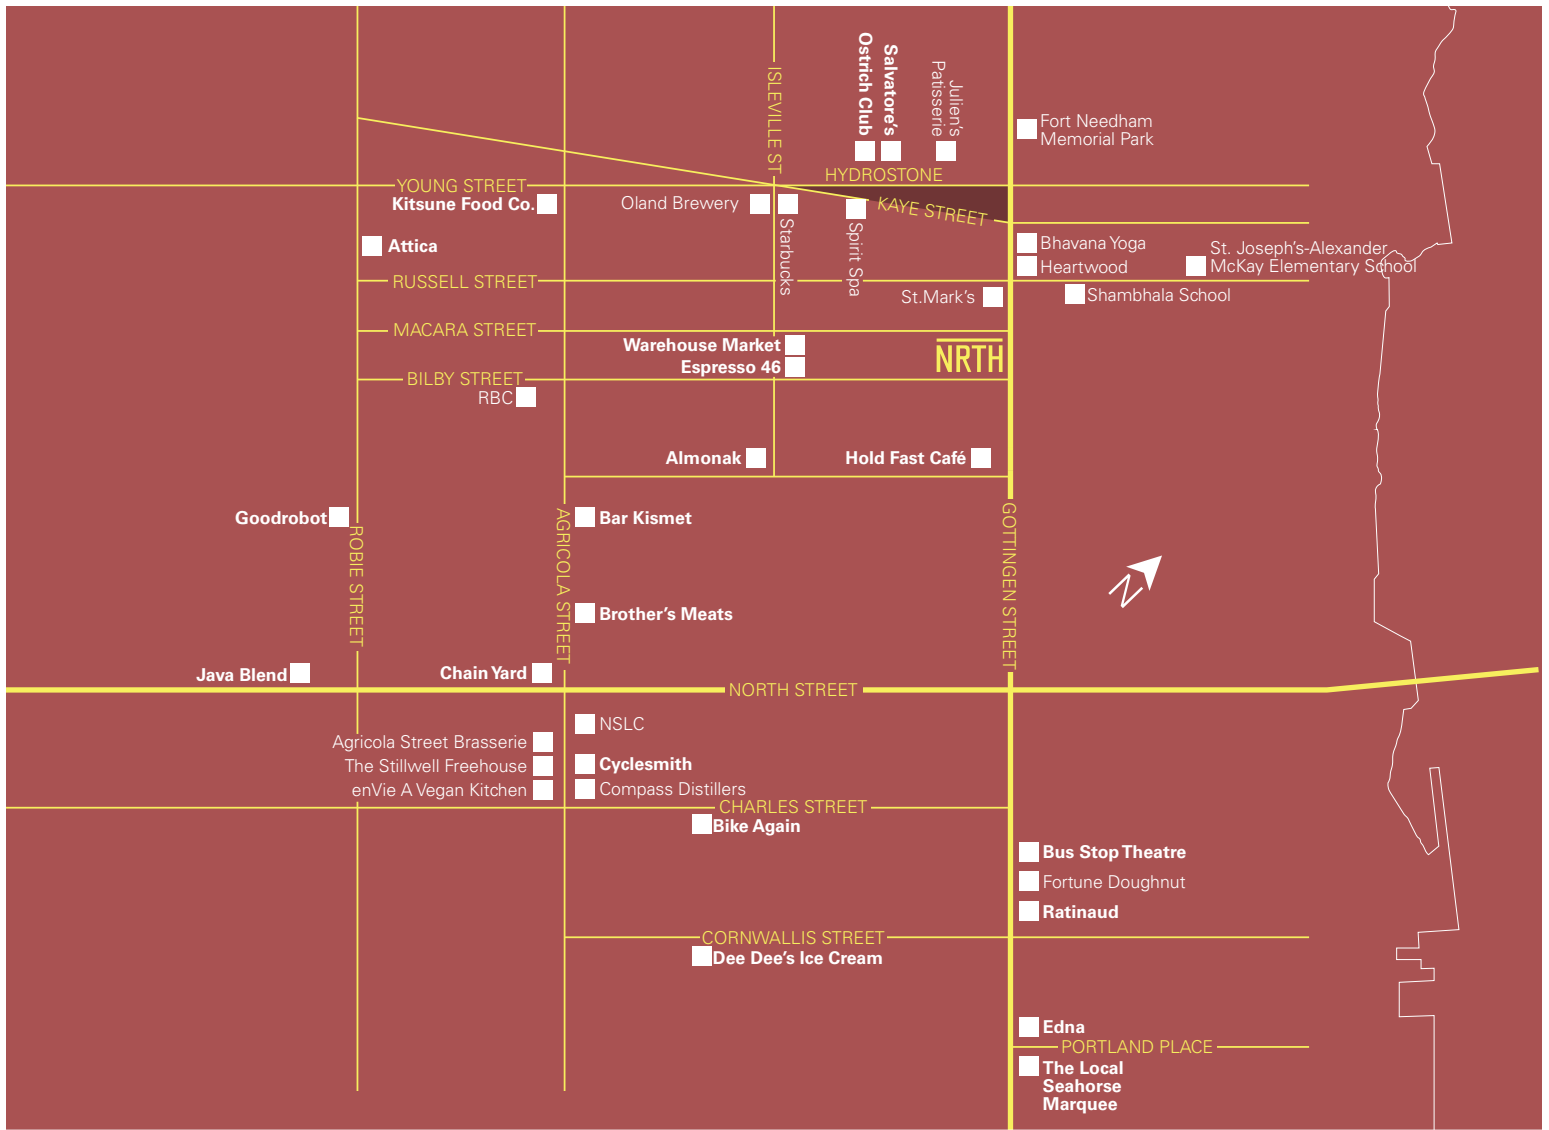 ISLEVILLE ST
Ostrich Club
Salvatore's
Julien's
Patisserie
Fort Needham
Memorial Park
HYDROSTONE
YOUNG STREET
Kitsune Food Co.
Oland Brewery
Starbucks
Spirit Spa
KAYE STREET
Attica
Bhavana Yoga
Heartwood
St. Joseph's-Alexander
McKay Elementary School
RUSSELL STREET
St.Mark's
Shambhala School
MACARA STREET
Warehouse Market
Espresso 46
NRTH
BILBY STREET
RBC
Almonak
Hold Fast Café
Goodrobot
ROBIE STREET
AGRICOLA STREET
Bar Kismet
GOTTINGEN STREET
N
Brother's Meats
Java Blend
Chain Yard
NORTH STREET
NSLC
Agricola Street Brasserie
The Stillwell Freehouse
Cyclesmith
enVie A Vegan Kitchen
Compass Distillers
CHARLES STREET
Bike Again
Bus Stop Theatre
Fortune Doughnut
Ratinaud
CORNWALLIS STREET
Dee Dee's Ice Cream
Edna
PORTLAND PLACE
The Local
Seahorse
Marquee